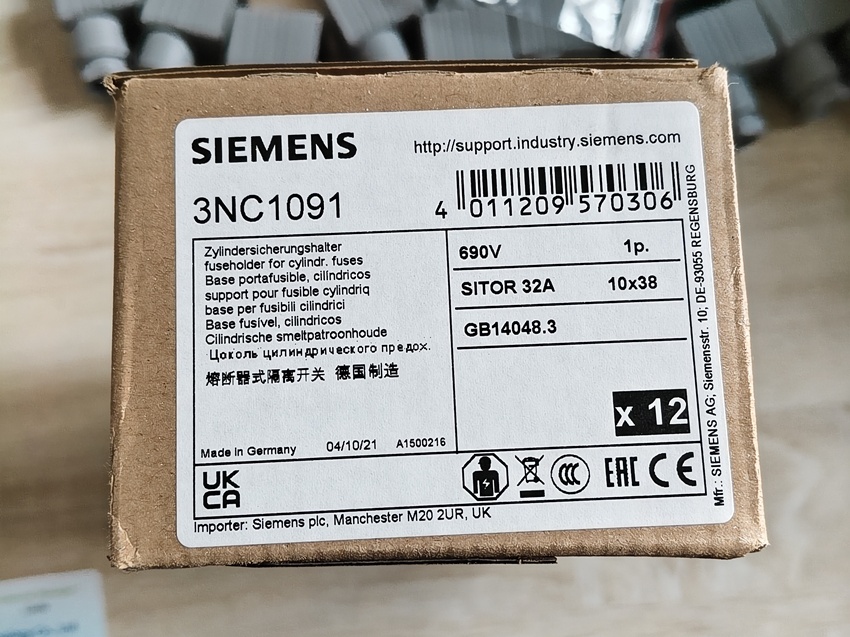 SIEMENS
http://support.industry.siemens.com
3NC1091
4 011209 570306
Zylindersicherungshalter
fuseholder for cylindr. fuses
Base portafusible, cilíndricos
support pour fusible cylindriq
base per fusibili cilindrici
Base fusível, cilindricos
Cilindrische smeltpatroonhoude
Цоколь цилиндрического предох.
熔断器式隔离开关 德国制造
690V 1p.
SITOR 32A 10x38
GB14048.3
x 12
Made in Germany 04/10/21 A1500216
UK
CA
CCC
EAC CE
Importer: Siemens plc, Manchester M20 2UR, UK
Mfr.: SIEMENS AG; Siemensstr. 10; DE-93055 REGENSBURG